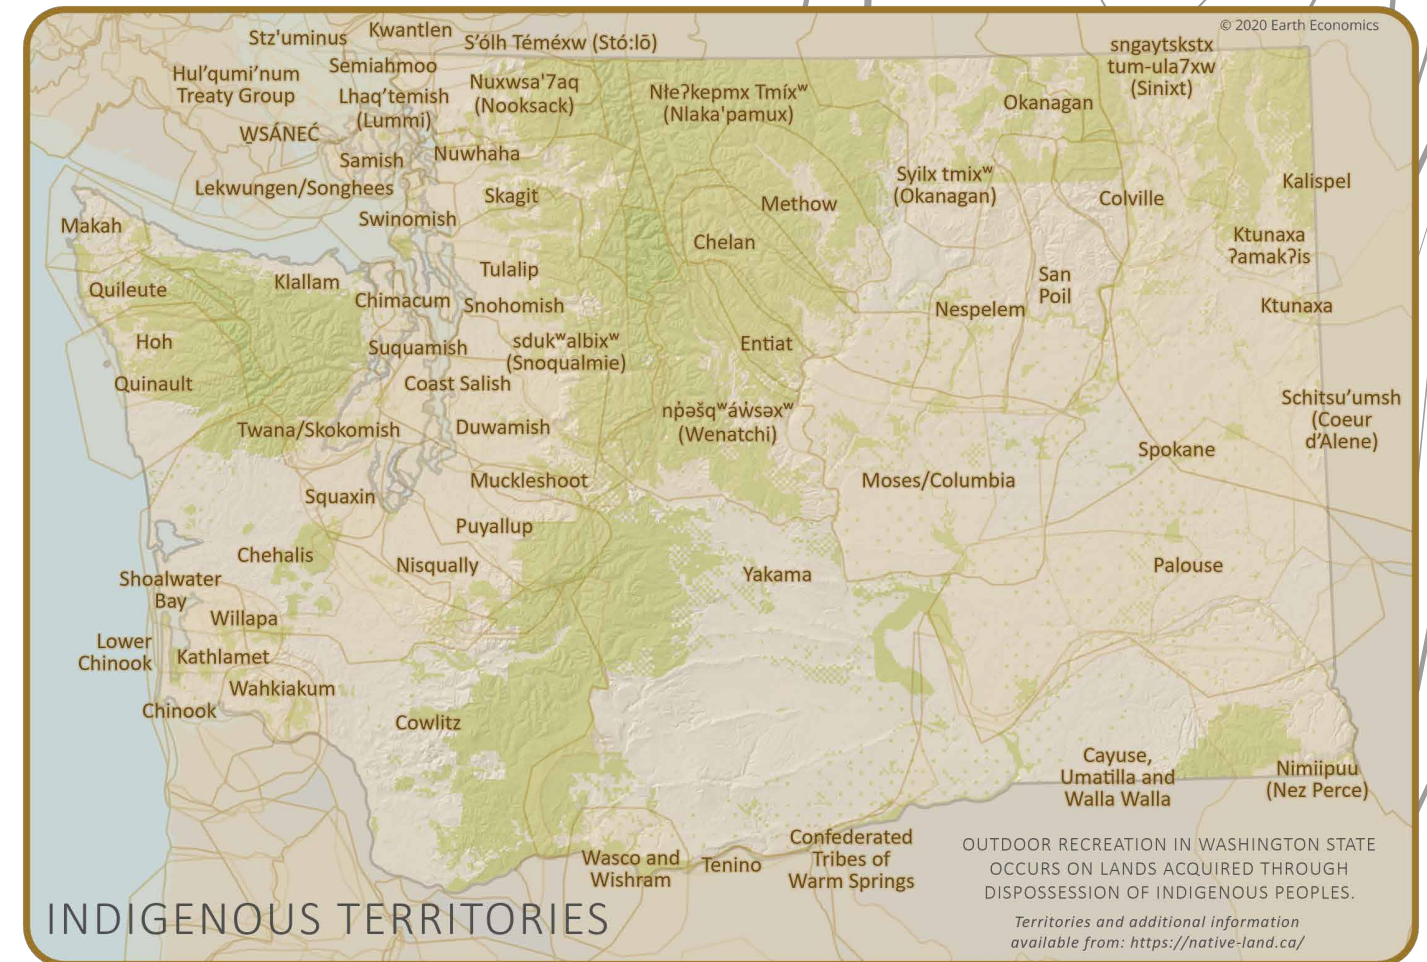 © 2020 Earth Economics
Stz'uminus
Kwantlen
S'ólh Téméxw (Stó:lō)
sngaytskstx
tum-ula7xw
(Sinixt)
Hul'qumi'num
Treaty Group
Semiahmoo
Lhaq'temish
(Lummi)
Nuxwsa'7aq
(Nooksack)
Nłeʔkepmx Tmíxʷ
(Nlaka'pamux)
Okanagan
W̱SÁNEĆ
Samish
Nuwhaha
Lekwungen/Songhees
Skagit
Syilx tmixʷ
(Okanagan)
Kalispel
Makah
Swinomish
Methow
Colville
Chelan
Ktunaxa
ʔamakʔis
Quileute
Klallam
Tulalip
San
Poil
Chimacum
Snohomish
Nespelem
Ktunaxa
Hoh
Suquamish
sdukʷalbixʷ
(Snoqualmie)
Entiat
Quinault
Coast Salish
Schitsu'umsh
(Coeur
d'Alene)
Twana/Skokomish
Duwamish
np̓əšqʷáw̓səxʷ
(Wenatchi)
Spokane
Squaxin
Muckleshoot
Moses/Columbia
Puyallup
Chehalis
Nisqually
Yakama
Palouse
Shoalwater
Bay
Willapa
Lower
Chinook
Kathlamet
Wahkiakum
Chinook
Cowlitz
Cayuse,
Umatilla and
Walla Walla
Nimiipuu
(Nez Perce)
Wasco and
Wishram
Tenino
Confederated
Tribes of
Warm Springs
OUTDOOR RECREATION IN WASHINGTON STATE
OCCURS ON LANDS ACQUIRED THROUGH
DISPOSSESSION OF INDIGENOUS PEOPLES.
INDIGENOUS TERRITORIES
Territories and additional information
available from: https://native-land.ca/